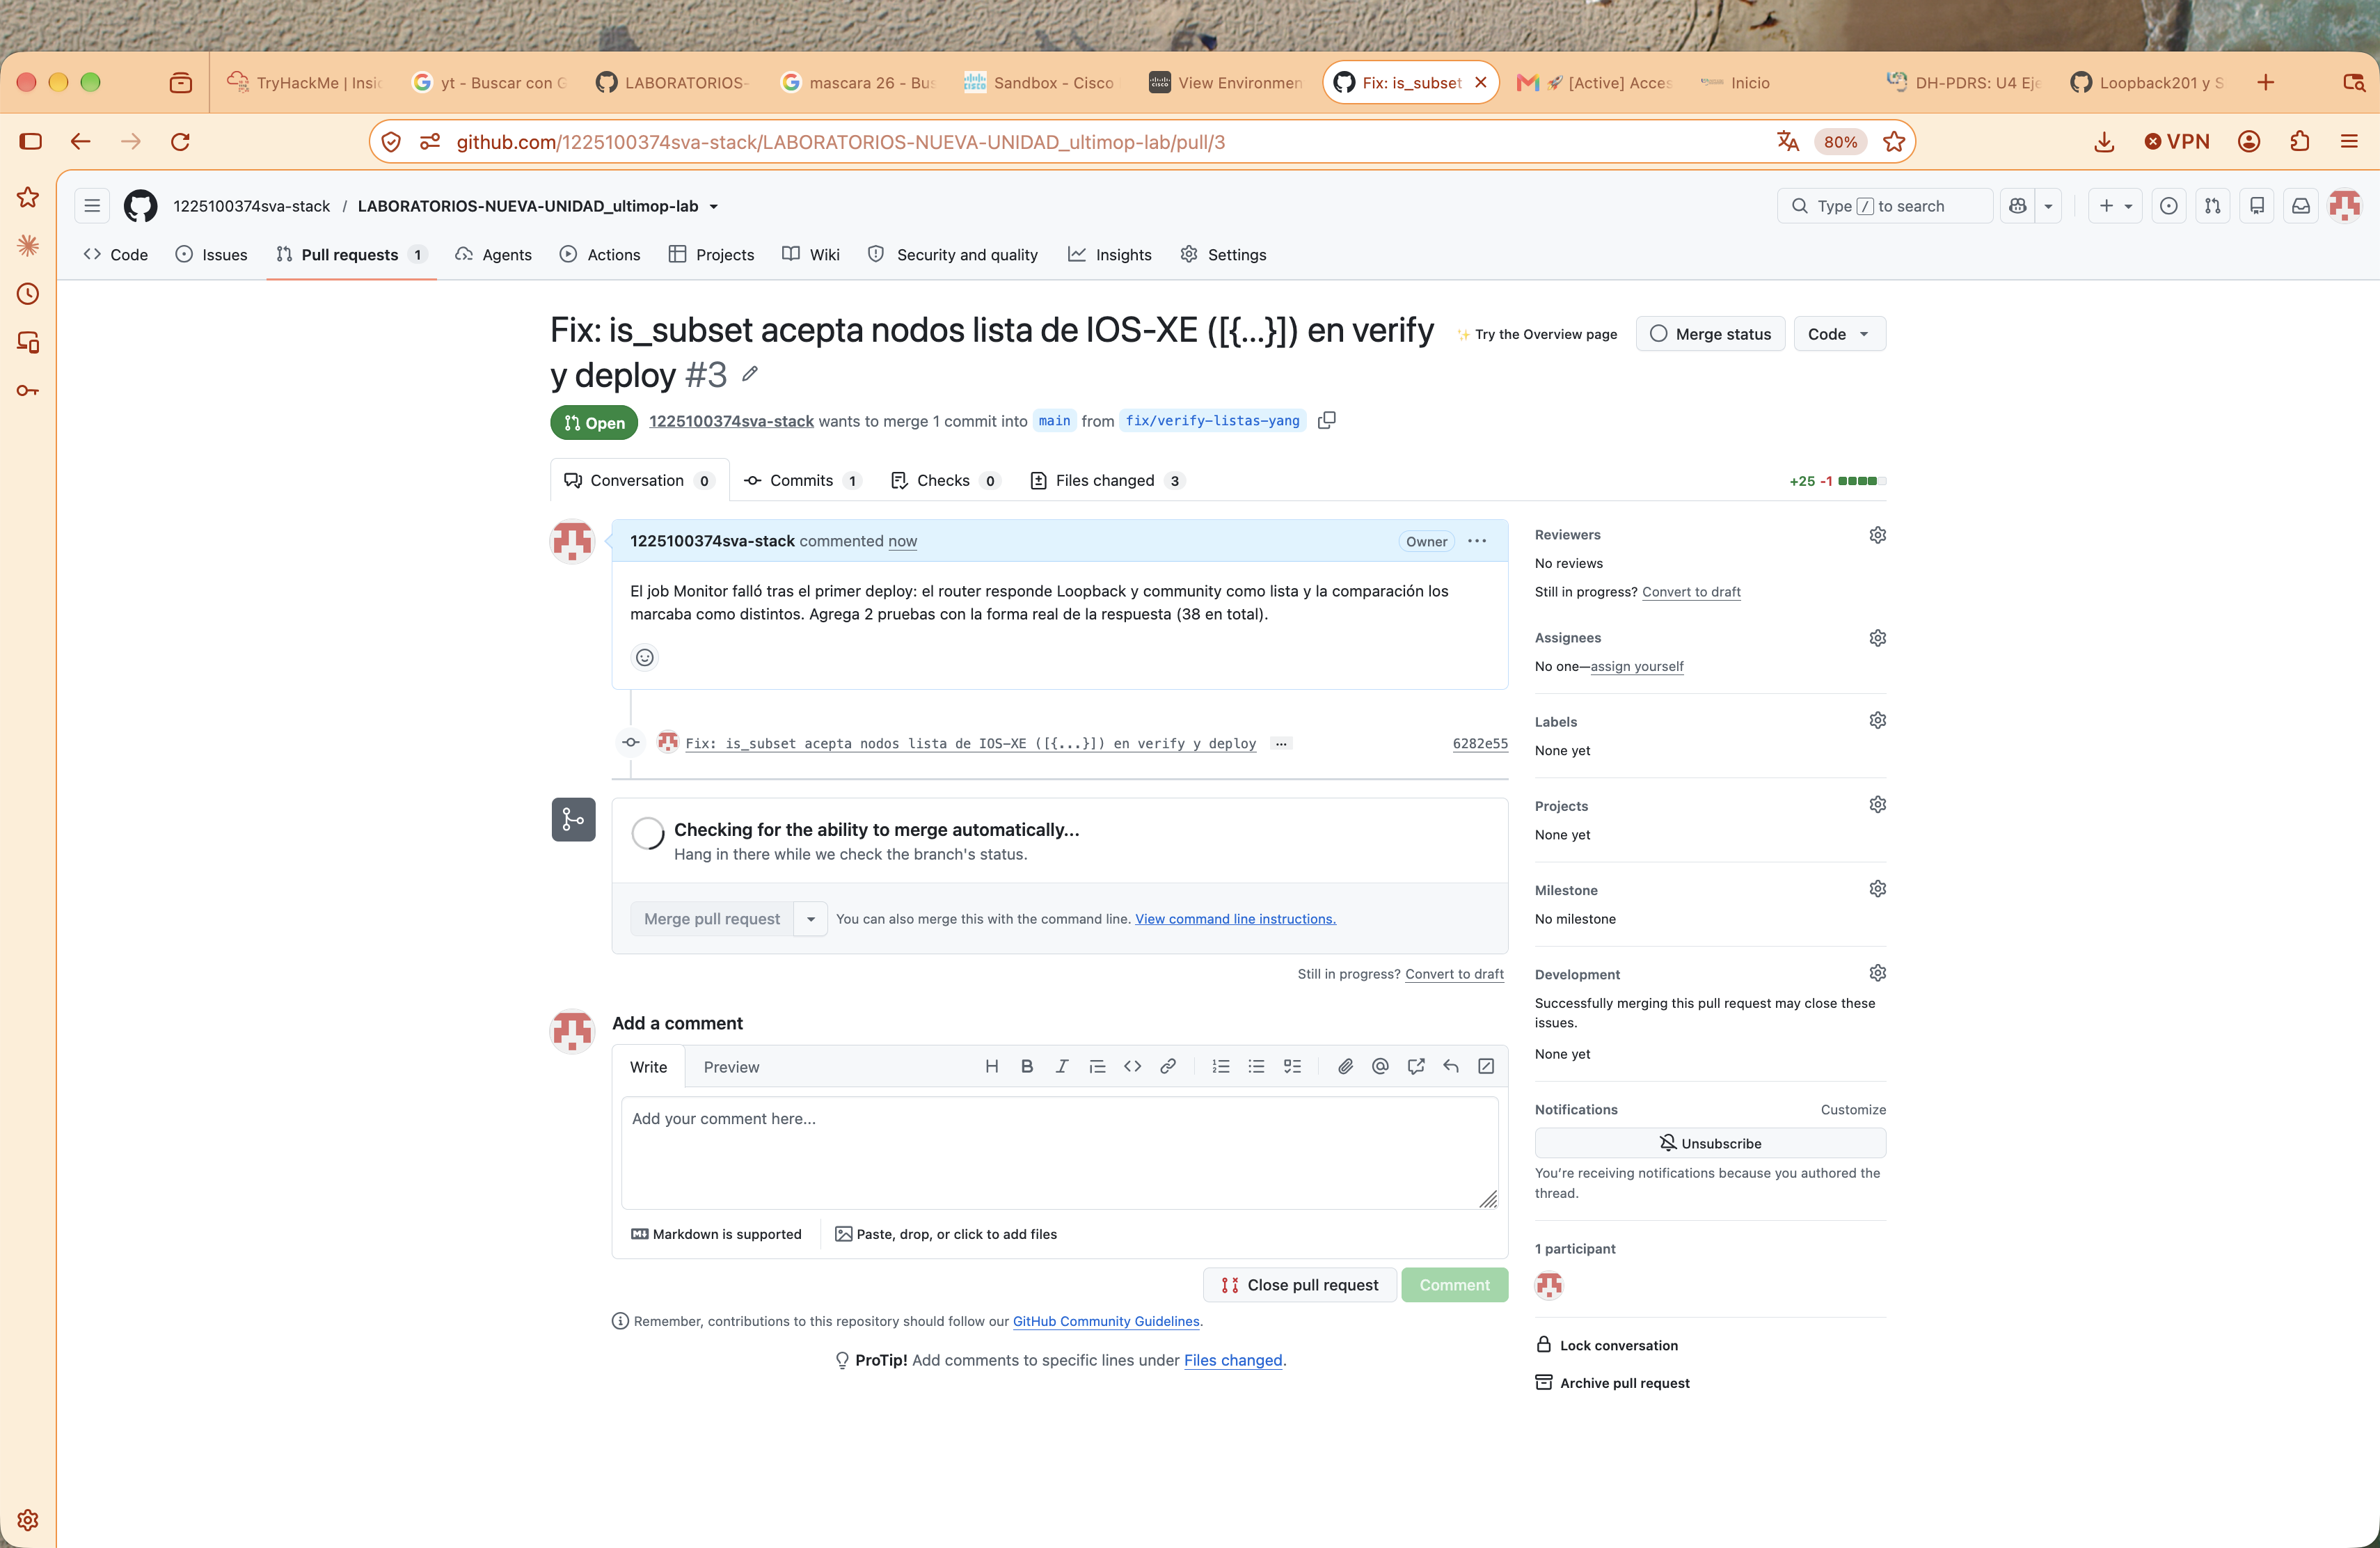 TryHackMe | Insi
yt - Buscar con G
LABORATORIOS-
mascara 26 - Bus
Sandbox - Cisco
View Environmen
Fix: is_subset
[Active] Acces
Inicio
DH-PDRS: U4 Eje
Loopback201 y S
github.com/1225100374sva-stack/LABORATORIOS-NUEVA-UNIDAD_ultimop-lab/pull/3
80%
VPN
1225100374sva-stack / LABORATORIOS-NUEVA-UNIDAD_ultimop-lab
Type / to search
Code
Issues
Pull requests 1
Agents
Actions
Projects
Wiki
Security and quality
Insights
Settings
Fix: is_subset acepta nodos lista de IOS-XE ([{...}]) en verify
y deploy #3
Try the Overview page
Merge status
Code
Open
1225100374sva-stack wants to merge 1 commit into main from fix/verify-listas-yang
Conversation 0
Commits 1
Checks 0
Files changed 3
+25 -1
1225100374sva-stack commented now
Owner
El job Monitor falló tras el primer deploy: el router responde Loopback y community como lista y la comparación los
marcaba como distintos. Agrega 2 pruebas con la forma real de la respuesta (38 en total).
Fix: is_subset acepta nodos lista de IOS-XE ([{...}]) en verify y deploy
6282e55
Checking for the ability to merge automatically...
Hang in there while we check the branch's status.
Merge pull request
You can also merge this with the command line. View command line instructions.
Still in progress? Convert to draft
Add a comment
Write
Preview
Add your comment here...
Markdown is supported
Paste, drop, or click to add files
Close pull request
Comment
Remember, contributions to this repository should follow our GitHub Community Guidelines.
ProTip! Add comments to specific lines under Files changed.
Reviewers
No reviews
Still in progress? Convert to draft
Assignees
No one—assign yourself
Labels
None yet
Projects
None yet
Milestone
No milestone
Development
Successfully merging this pull request may close these
issues.
None yet
Notifications
Customize
Unsubscribe
You're receiving notifications because you authored the
thread.
1 participant
Lock conversation
Archive pull request